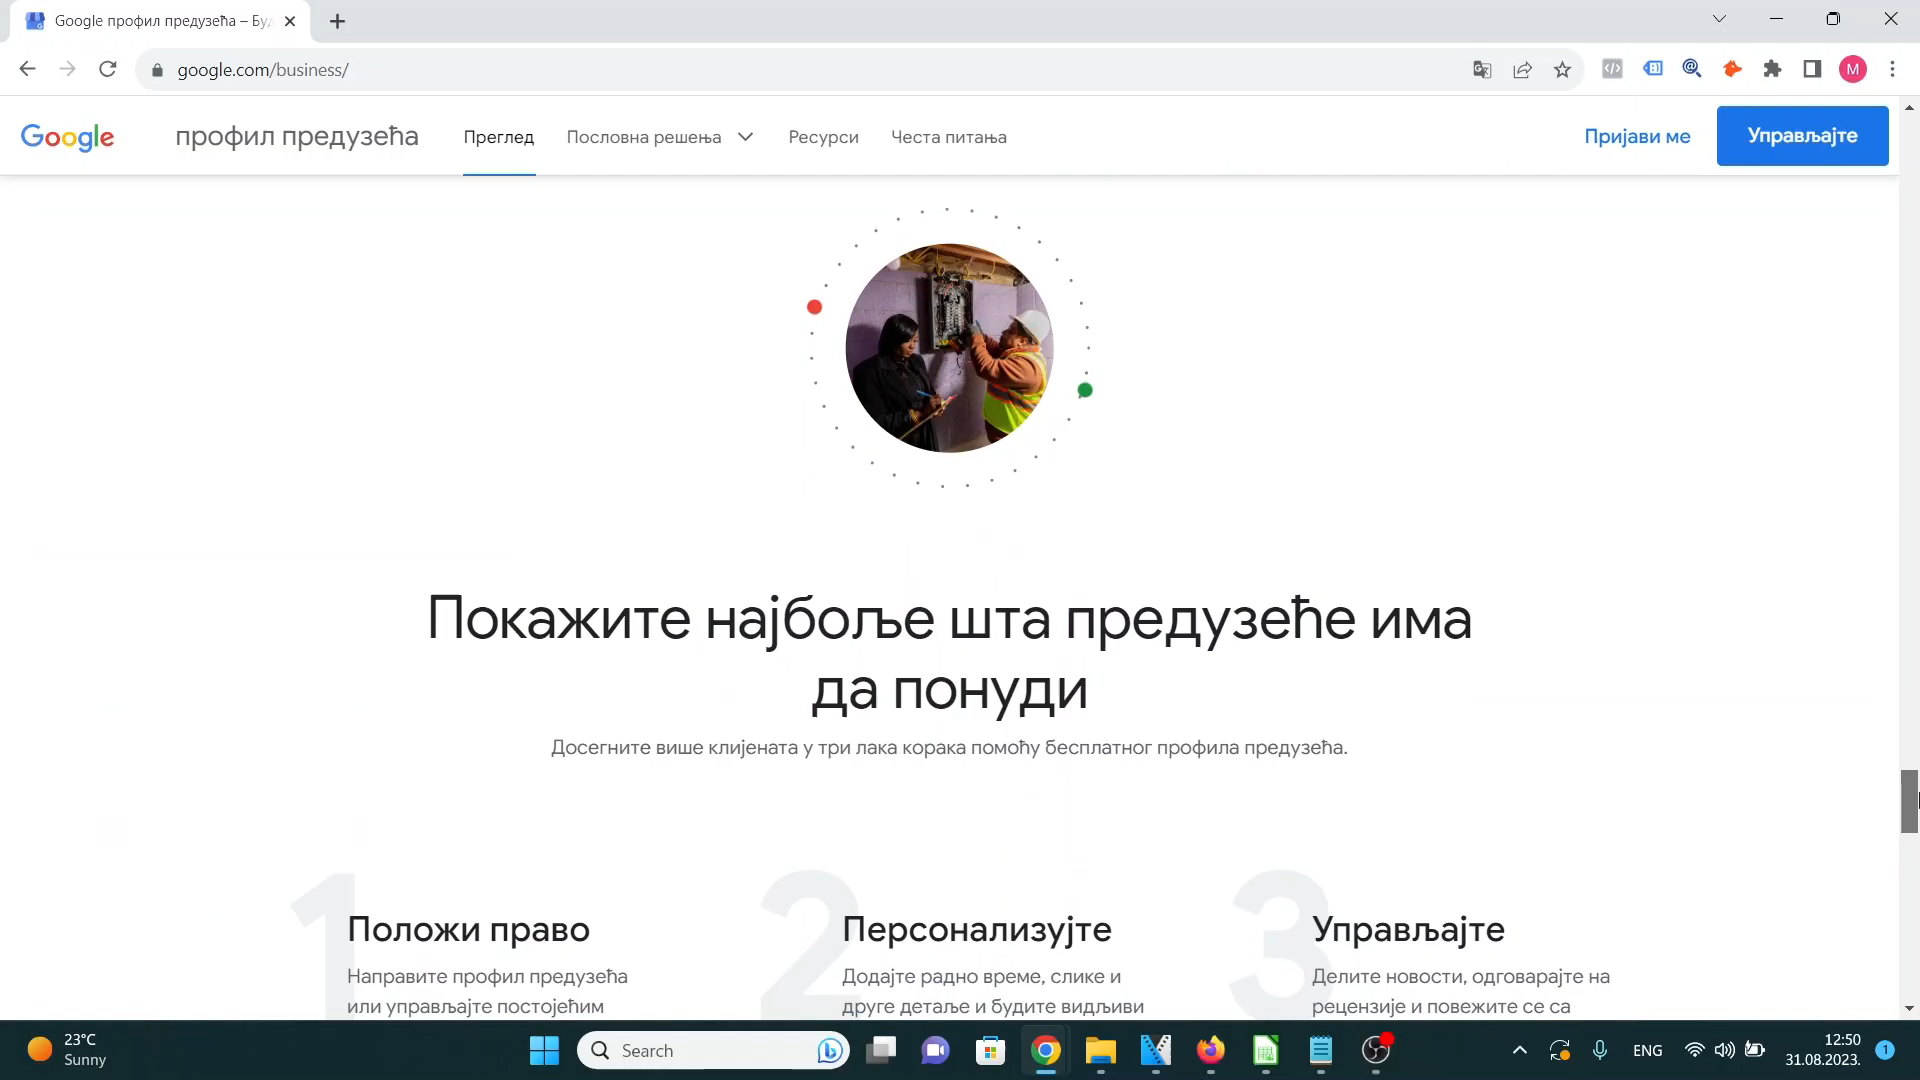 Google профил предузећа – Буд
google.com/business/
M
Google профил предузећа Преглед Пословна решења Ресурси Честа питања Пријави ме Управљајте
Покажите најбоље шта предузеће има
да понуди
Досегните више клијената у три лака корака помоћу бесплатног профила предузећа.
1
Положи право
Направите профил предузећа
или управљајте постојећим
2
Персонализујте
Додајте радно време, слике и
друге детаље и будите видљиви
3
Управљајте
Делите новости, одговарајте на
рецензије и повежите се са
23°C
Sunny
Search
ENG
12:50
31.08.2023.
1